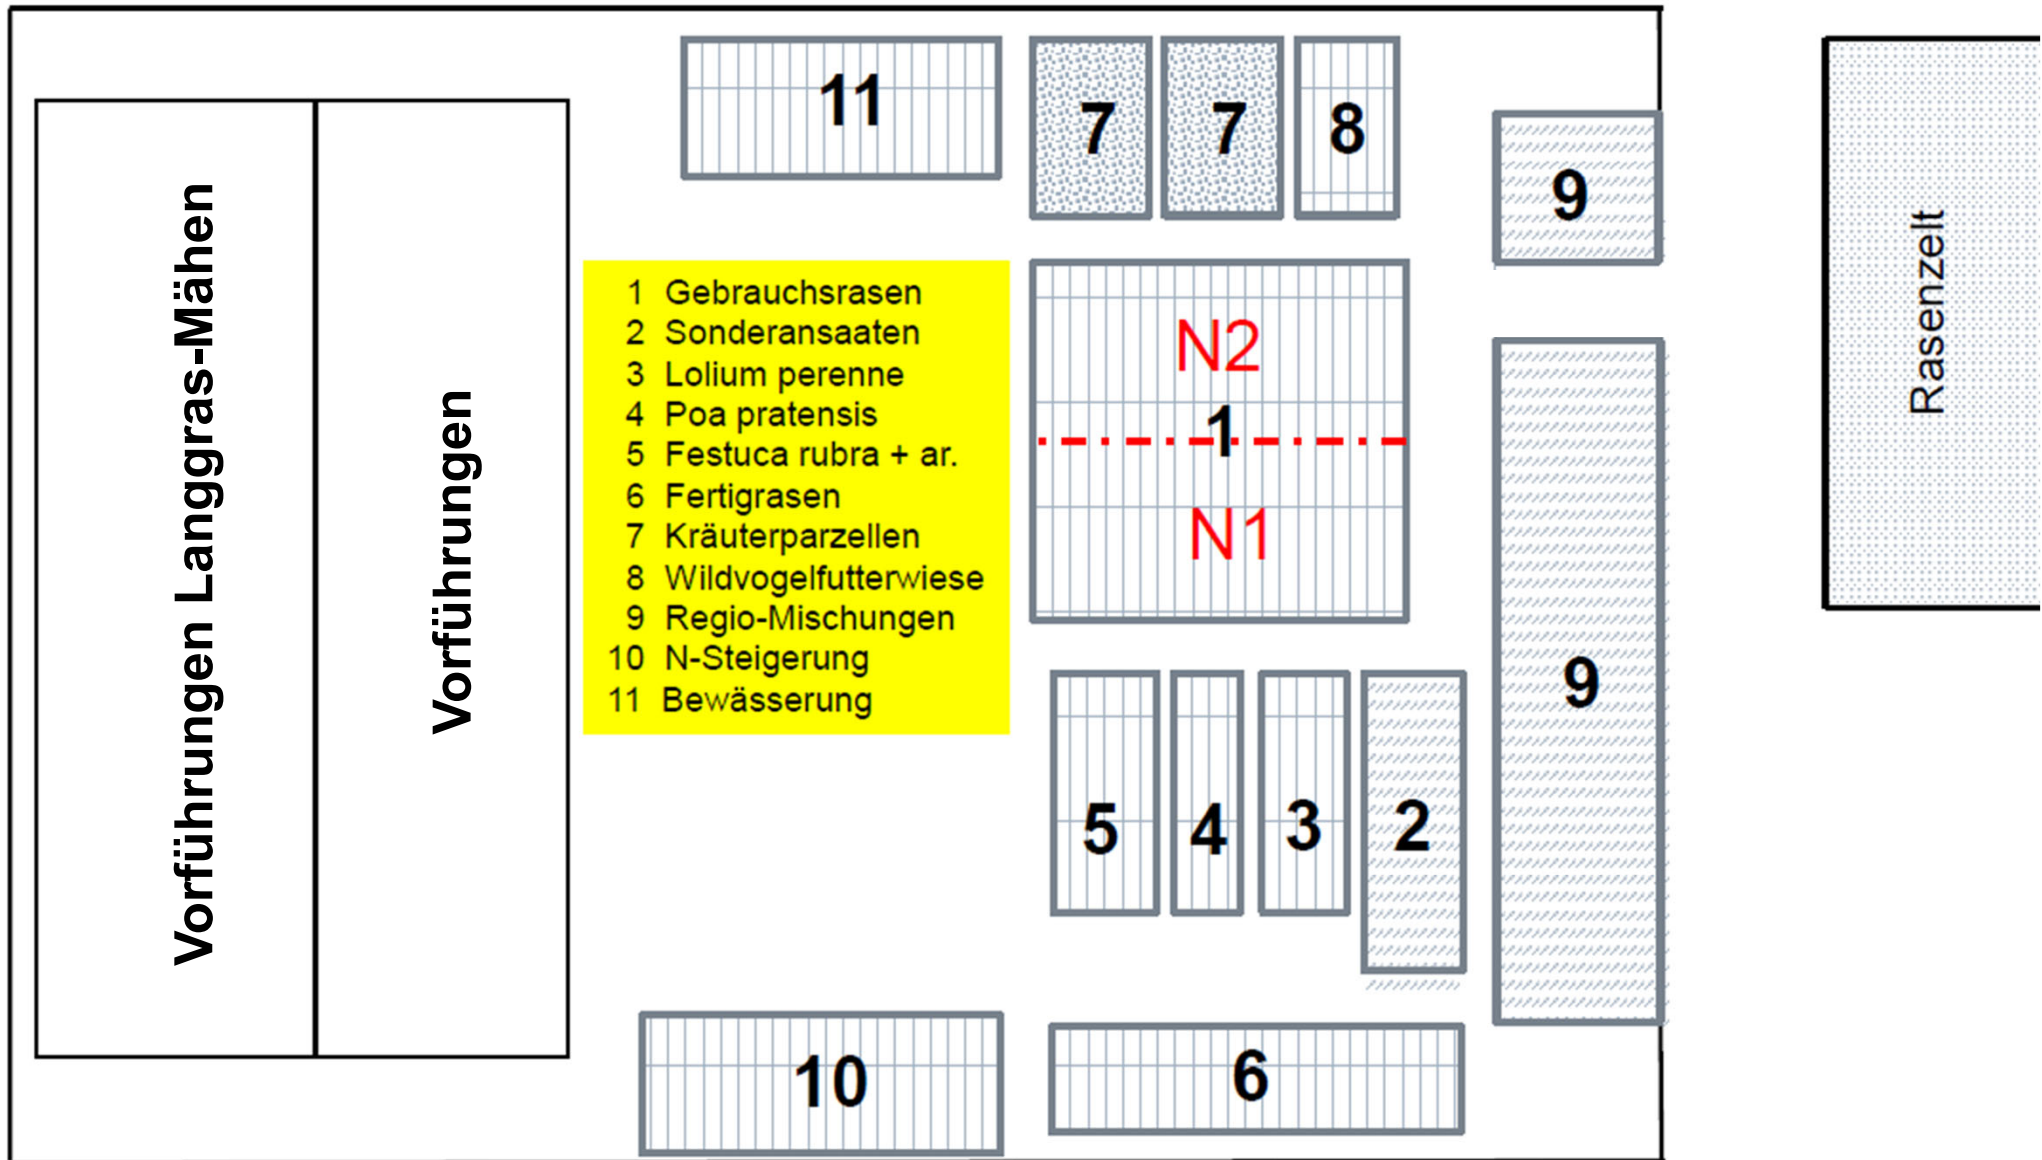 Vorführungen Langgras-Mähen
Vorführungen
11
7
7
8
9
Rasenzelt
1 Gebrauchsrasen
2 Sonderansaaten
3 Lolium perenne
4 Poa pratensis
5 Festuca rubra + ar.
6 Fertigrasen
7 Kräuterparzellen
8 Wildvogelfutterwiese
9 Regio-Mischungen
10 N-Steigerung
11 Bewässerung
N2
1
N1
9
5
4
3
2
10
6